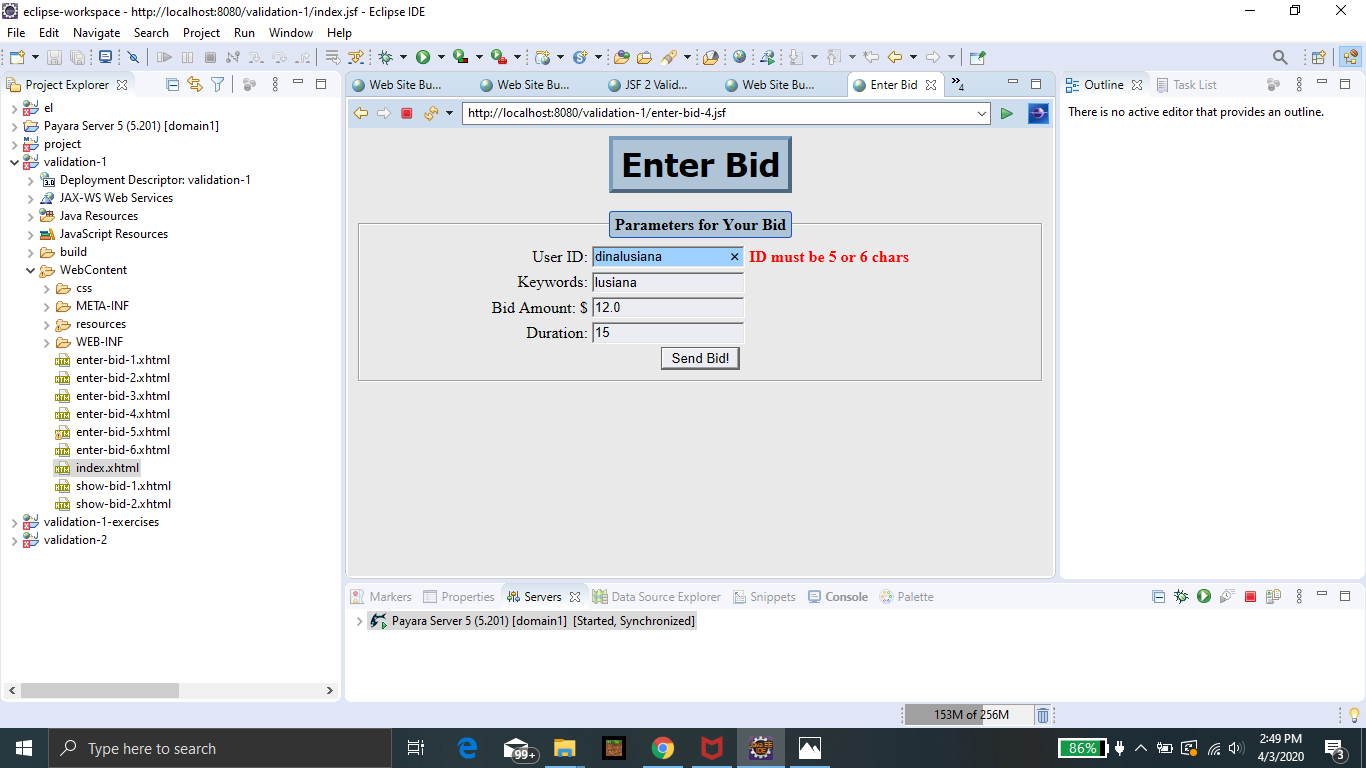 eclipse-workspace - http://localhost:8080/validation-1/index.jsf - Eclipse IDE
File Edit Navigate Search Project Run Window Help
Project Explorer
el
Payara Server 5 (5.201) [domain1]
project
validation-1
Deployment Descriptor: validation-1
3.0
JAX-WS Web Services
Java Resources
JavaScript Resources
build
WebContent
css
META-INF
resources
WEB-INF
enter-bid-1.xhtml
enter-bid-2.xhtml
enter-bid-3.xhtml
enter-bid-4.xhtml
enter-bid-5.xhtml
enter-bid-6.xhtml
index.xhtml
show-bid-1.xhtml
show-bid-2.xhtml
validation-1-exercises
validation-2
Web Site Bu... Web Site Bu... JSF 2 Valid... Web Site Bu... Enter Bid »4
http://localhost:8080/validation-1/enter-bid-4.jsf
Enter Bid
Parameters for Your Bid
User ID: dinalusiana ID must be 5 or 6 chars
Keywords: lusiana
Bid Amount: $ 12.0
Duration: 15
Send Bid!
Outline Task List
There is no active editor that provides an outline.
Markers Properties Servers Data Source Explorer Snippets Console Palette
Payara Server 5 (5.201) [domain1] [Started, Synchronized]
153M of 256M
Type here to search
99+
86%
2:49 PM
4/3/2020
3